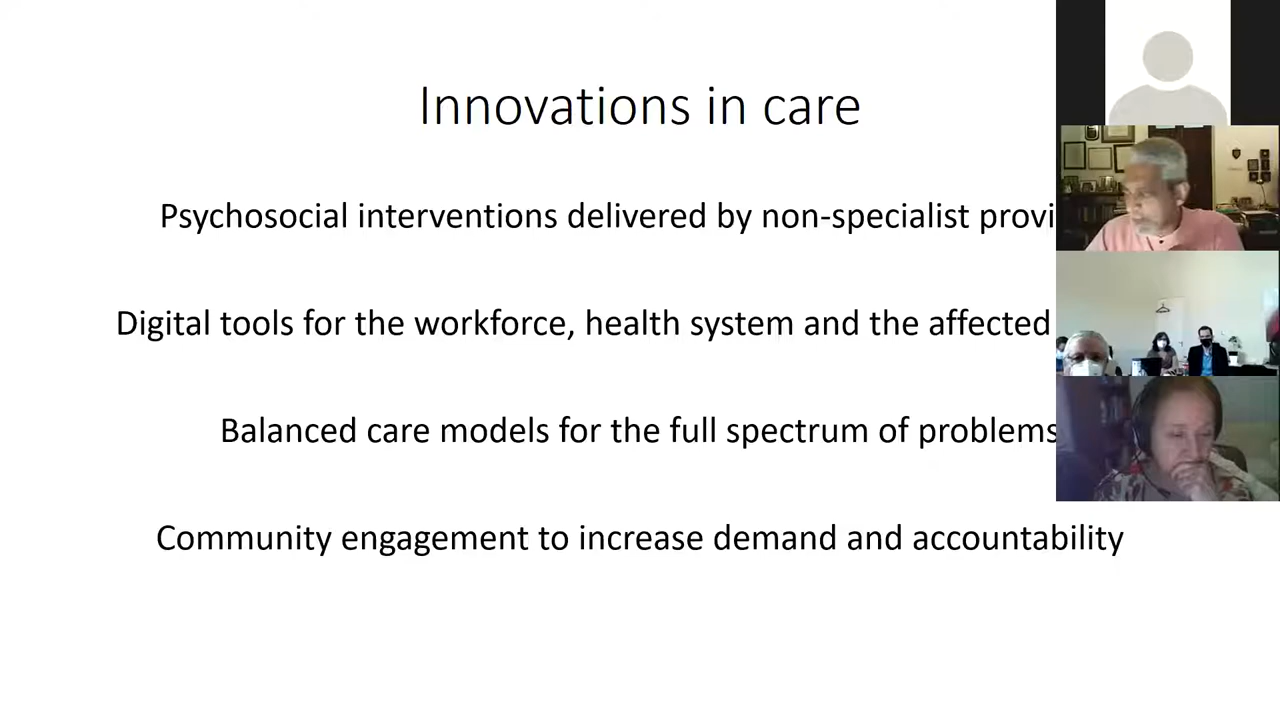 Innovations in care
Psychosocial interventions delivered by non-specialist provi
Digital tools for the workforce, health system and the affected
Balanced care models for the full spectrum of problems
Community engagement to increase demand and accountability